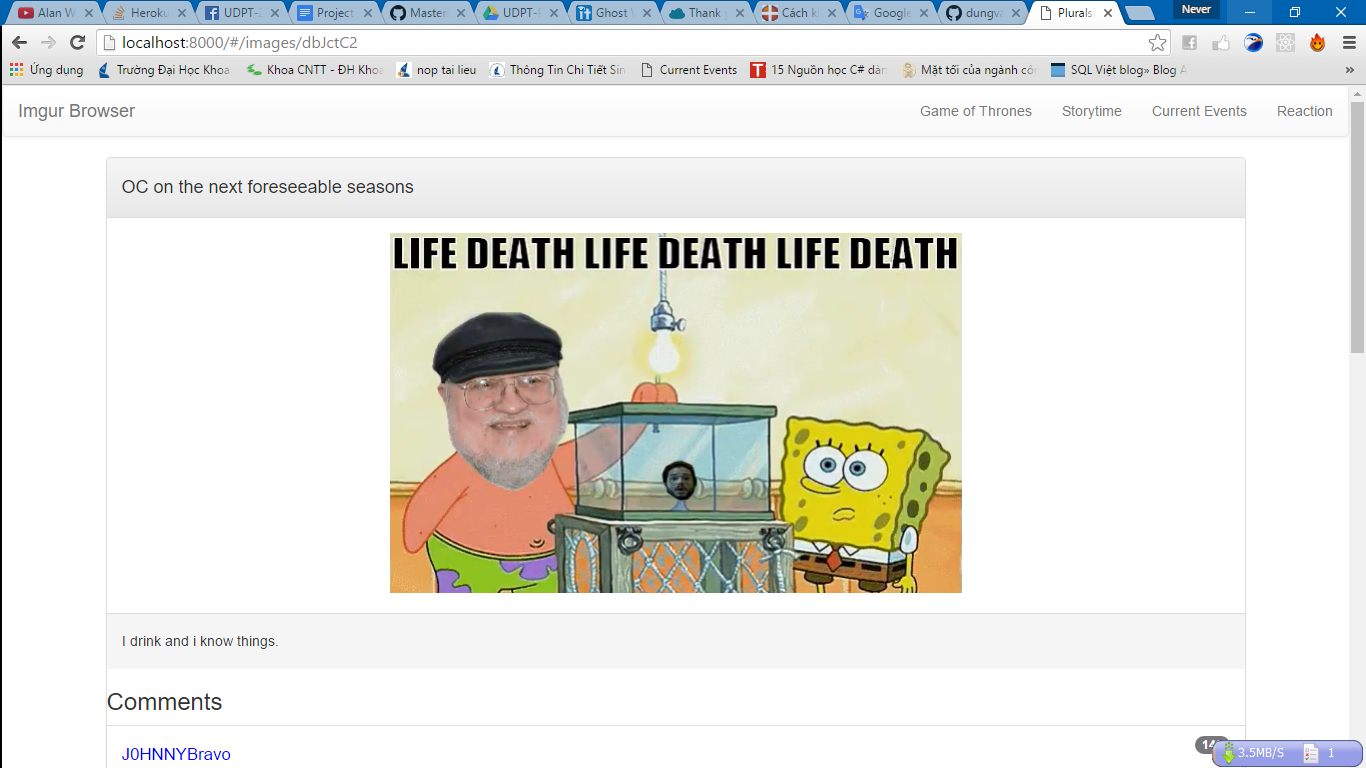 Alan W
Heroku
UDPT-2
Project
Master
UDPT-
Ghost
Thank
Cách k
Google
dungva
Plurals
Never
localhost:8000/#/images/dbJctC2
Ứng dụng Trường Đại Học Khoa Khoa CNTT - ĐH Kho nop tai lieu Thông Tin Chi Tiết Sin Current Events 15 Nguồn học C# dàn Mặt tối của ngành cô SQL Việt blog» Blog A »
Imgur Browser Game of Thrones Storytime Current Events Reaction
OC on the next foreseeable seasons
LIFE DEATH LIFE DEATH LIFE DEATH
I drink and i know things.
Comments
J0HNNYBravo
3.5MB/S 1